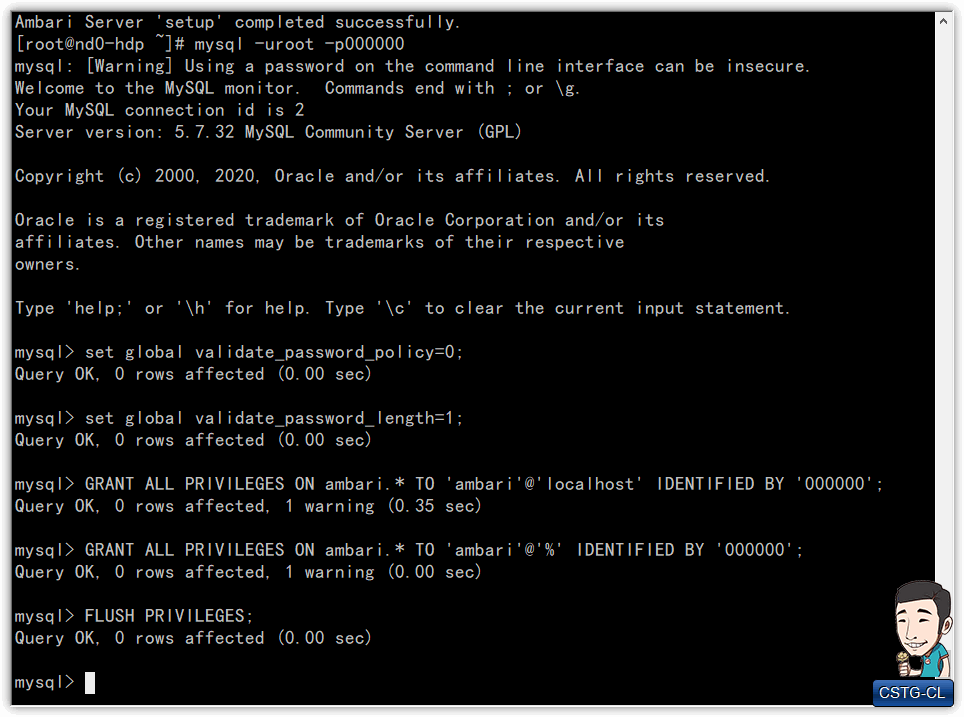 Ambari Server 'setup' completed successfully.
[root@nd0-hdp ~]# mysql -uroot -p000000
mysql: [Warning] Using a password on the command line interface can be insecure.
Welcome to the MySQL monitor.  Commands end with ; or \g.
Your MySQL connection id is 2
Server version: 5.7.32 MySQL Community Server (GPL)
Copyright (c) 2000, 2020, Oracle and/or its affiliates. All rights reserved.
Oracle is a registered trademark of Oracle Corporation and/or its
affiliates. Other names may be trademarks of their respective
owners.
Type 'help;' or '\h' for help. Type '\c' to clear the current input statement.
mysql> set global validate_password_policy=0;
Query OK, 0 rows affected (0.00 sec)
mysql> set global validate_password_length=1;
Query OK, 0 rows affected (0.00 sec)
mysql> GRANT ALL PRIVILEGES ON ambari.* TO 'ambari'@'localhost' IDENTIFIED BY '000000';
Query OK, 0 rows affected, 1 warning (0.35 sec)
mysql> GRANT ALL PRIVILEGES ON ambari.* TO 'ambari'@'%' IDENTIFIED BY '000000';
Query OK, 0 rows affected, 1 warning (0.00 sec)
mysql> FLUSH PRIVILEGES;
Query OK, 0 rows affected (0.00 sec)
mysql>
CSTG-CL